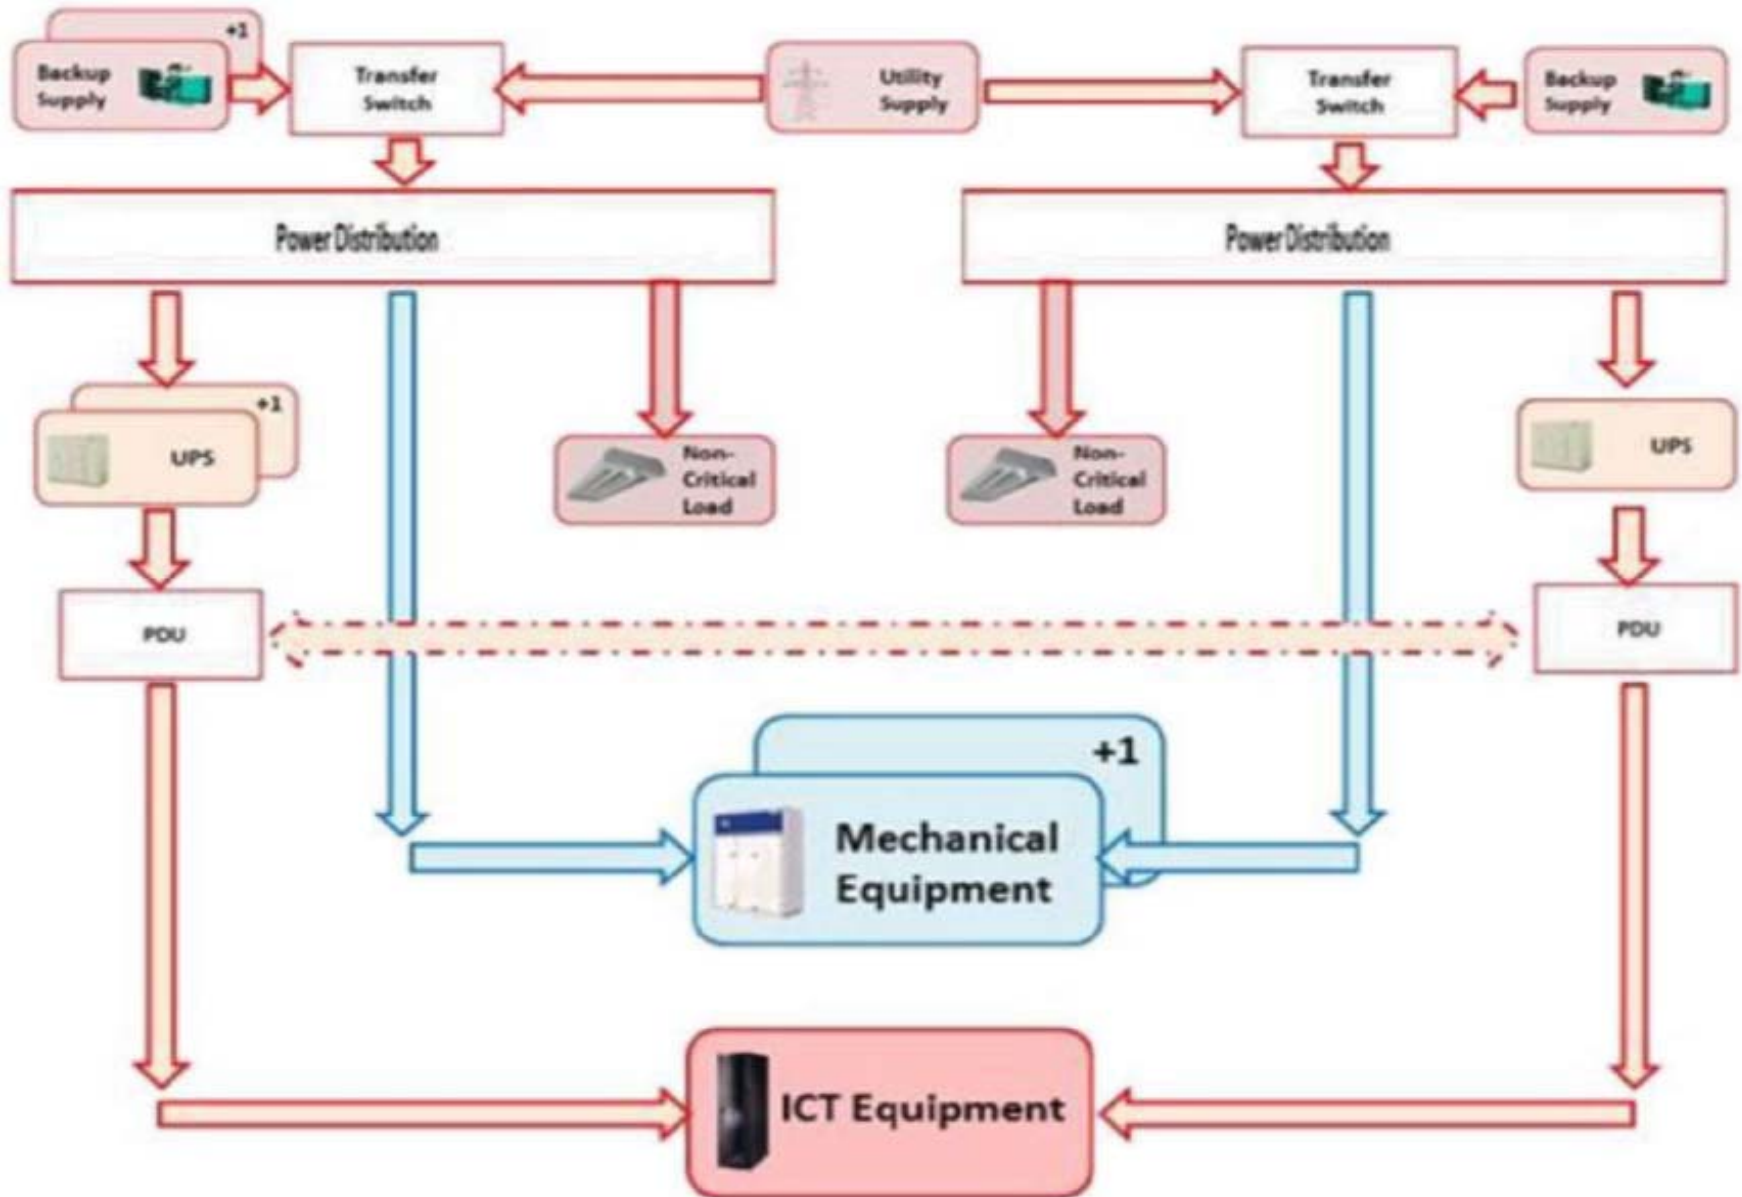 +1
Backup
Supply
Transfer
Switch
Utility
Supply
Transfer
Switch
Backup
Supply
Power Distribution
Power Distribution
+1
UPS
Non-
Critical
Load
Non-
Critical
Load
UPS
PDU
PDU
+1
Mechanical
Equipment
ICT Equipment